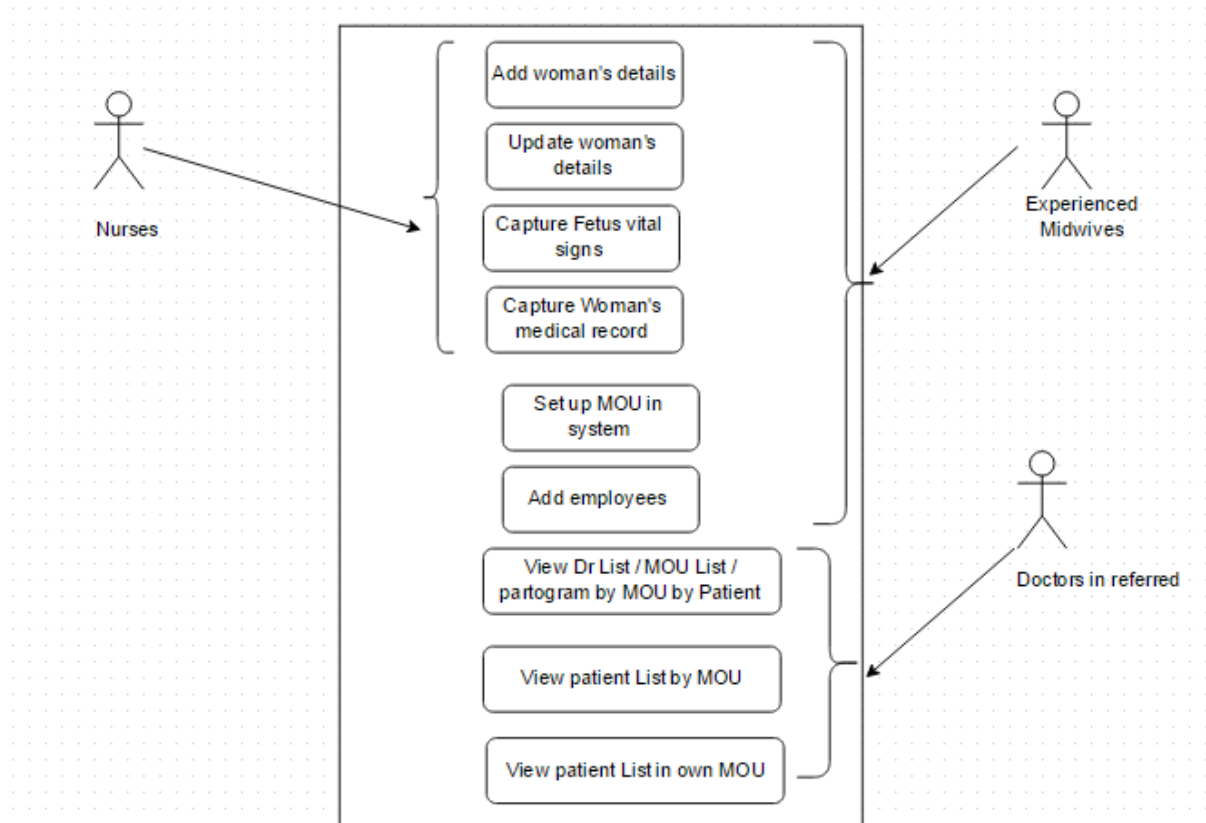 Add woman's details
Update woman's
details
Nurses
Capture Fetus vital
signs
Experienced
Midwives
Capture Woman's
medical record
Set up MOU in
system
Add employees
View Dr List / MOU List /
partogram by MOU by Patient
Doctors in referred
View patient List by MOU
View patient List in own MOU